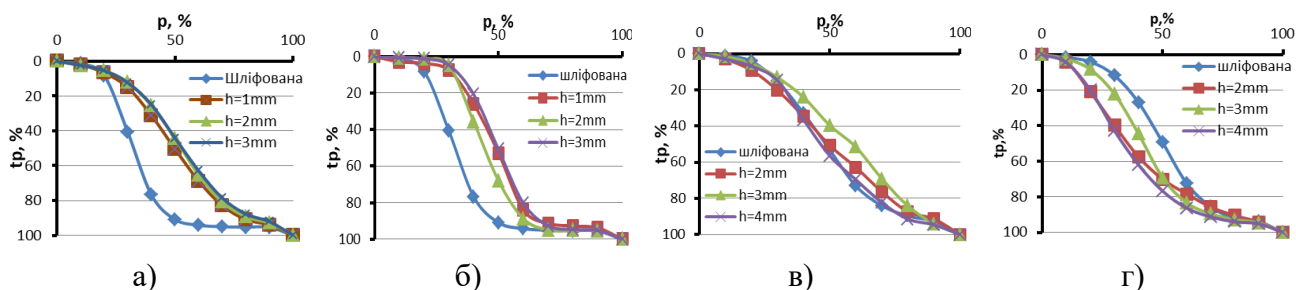 p, %
0
50
100
0
20
40
60
80
100
tp, %
Шліфована
h=1mm
h=2mm
h=3mm
а)
p, %
0
50
100
0
20
40
60
80
100
tp, %
шліфована
h=1mm
h=2mm
h=3mm
б)
p, %
0
50
100
0
20
40
60
80
100
tp, %
шліфована
h=2mm
h=3mm
h=4mm
в)
p,%
0
50
100
0
20
40
60
80
100
tp,%
шліфована
h=2mm
h=3mm
h=4mm
г)